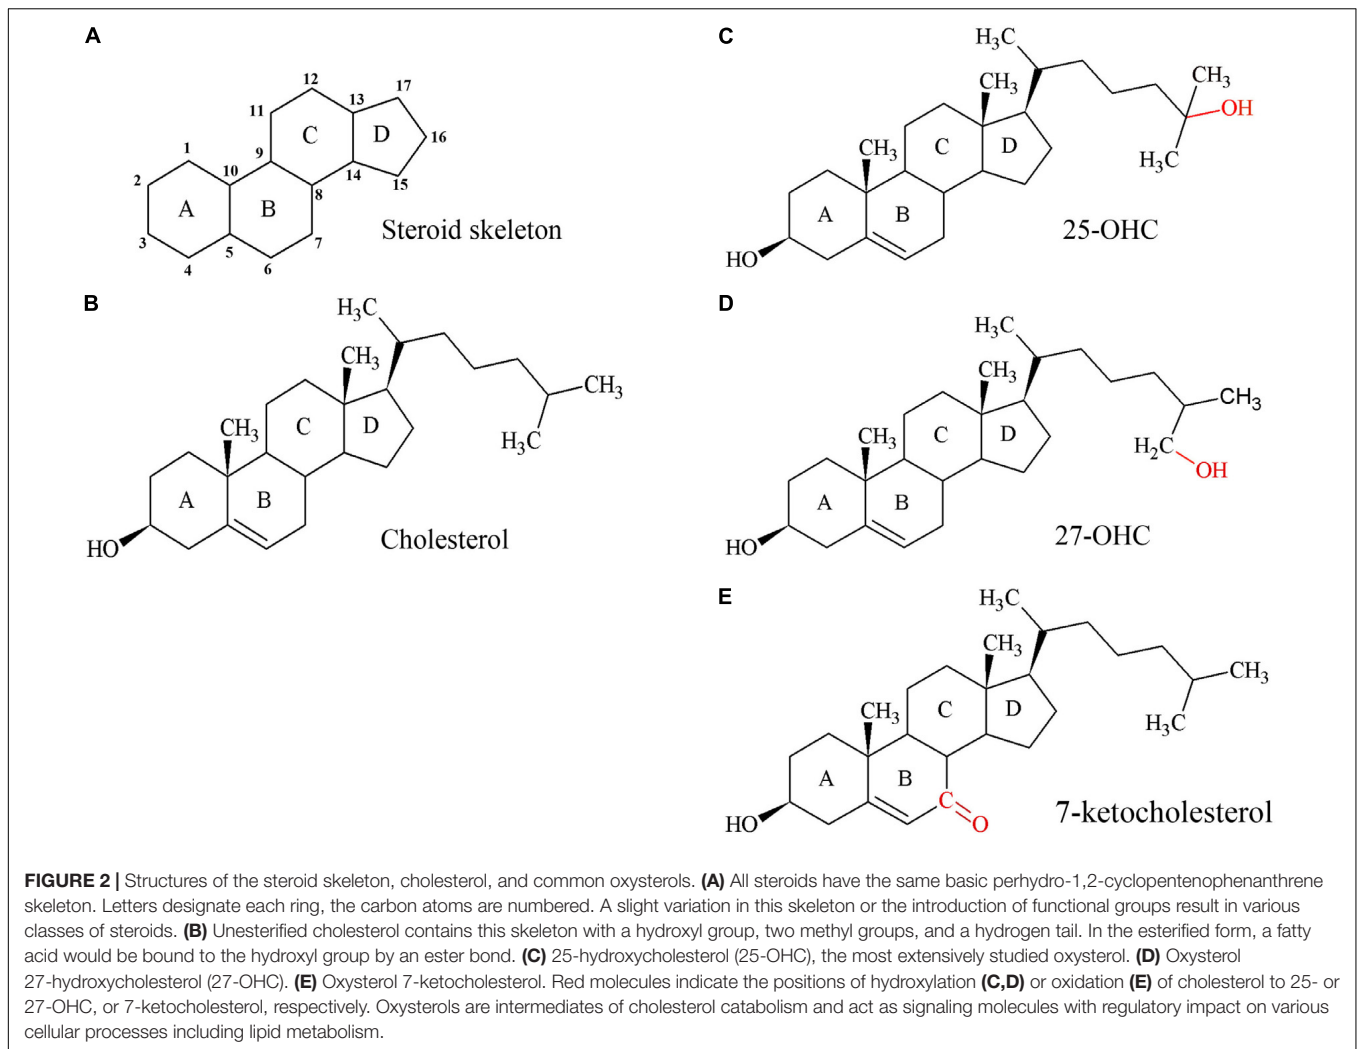 A
12
11
13
17
C
D
16
1
9
10
14
15
2
8
A
B
3
7
5
4
6
Steroid skeleton
B
H₃C
CH₃
CH₃
H₃C
CH₃
C
D
A
B
HO
Cholesterol
C
H₃C
CH₃
CH₃
OH
CH₃
H₃C
C
D
A
B
HO
25-OHC
D
H₃C
CH₃
CH₃
CH₃
H₂C
OH
C
D
A
B
HO
27-OHC
E
H₃C
CH₃
CH₃
CH₃
H₃C
C
D
A
B
C
O
HO
7-ketocholesterol
FIGURE 2 | Structures of the steroid skeleton, cholesterol, and common oxysterols. (A) All steroids have the same basic perhydro-1,2-cyclopentenophenanthrene
skeleton. Letters designate each ring, the carbon atoms are numbered. A slight variation in this skeleton or the introduction of functional groups result in various
classes of steroids. (B) Unesterified cholesterol contains this skeleton with a hydroxyl group, two methyl groups, and a hydrogen tail. In the esterified form, a fatty
acid would be bound to the hydroxyl group by an ester bond. (C) 25-hydroxycholesterol (25-OHC), the most extensively studied oxysterol. (D) Oxysterol
27-hydroxycholesterol (27-OHC). (E) Oxysterol 7-ketocholesterol. Red molecules indicate the positions of hydroxylation (C,D) or oxidation (E) of cholesterol to 25- or
27-OHC, or 7-ketocholesterol, respectively. Oxysterols are intermediates of cholesterol catabolism and act as signaling molecules with regulatory impact on various
cellular processes including lipid metabolism.